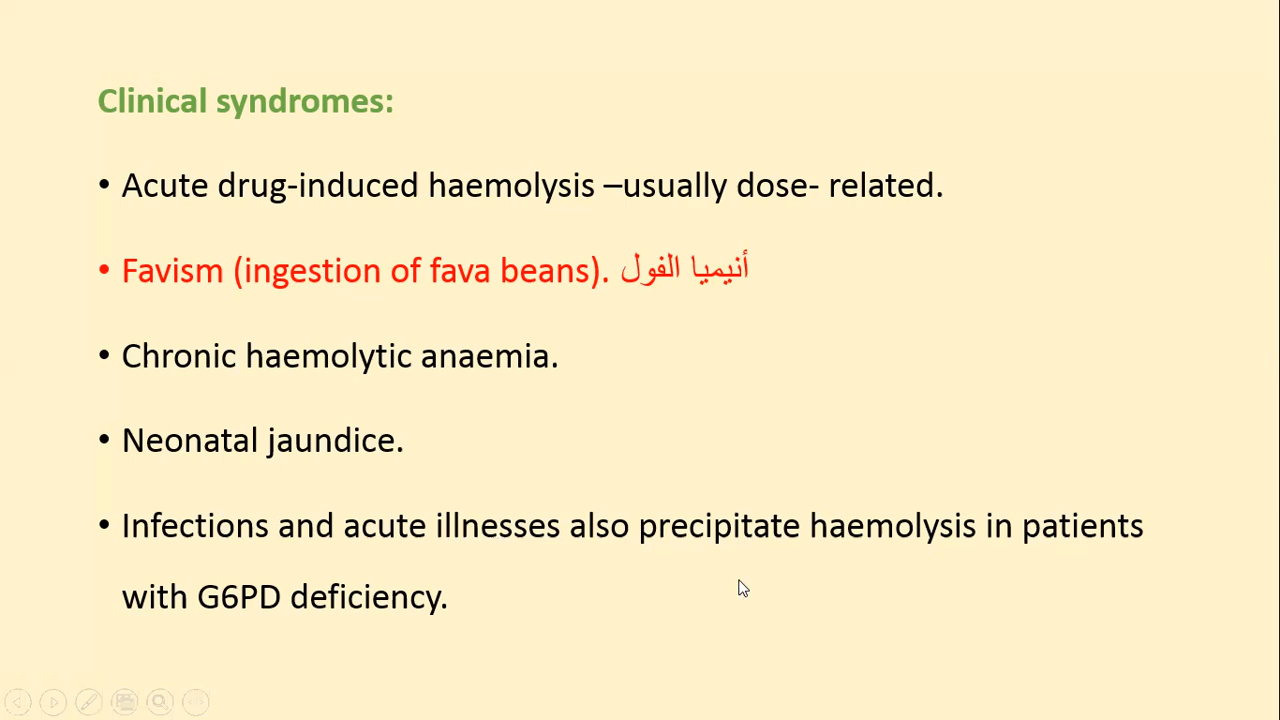 Clinical syndromes:
• Acute drug-induced haemolysis –usually dose- related.
• Favism (ingestion of fava beans). أنيميا الفول
• Chronic haemolytic anaemia.
• Neonatal jaundice.
• Infections and acute illnesses also precipitate haemolysis in patients
with G6PD deficiency.